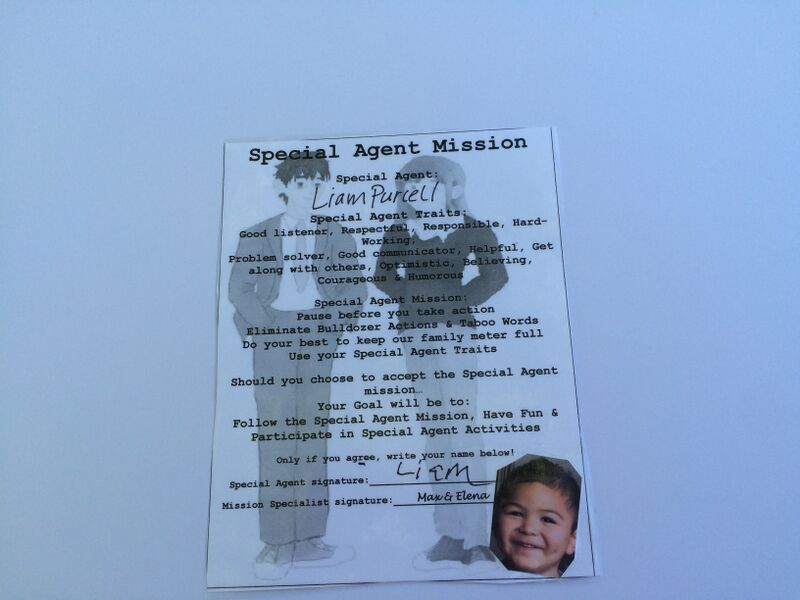 Special Agent Mission
Special Agent:
Liam Purcell
Special Agent Traits:
Good listener, Respectful, Responsible, Hard-
Working,
Problem solver, Good communicator, Helpful, Get
along with others, Optimistic, Believing,
Courageous & Humorous
Special Agent Mission:
Pause before you take action
Eliminate Bulldozer Actions & Taboo Words
Do your best to keep our family meter full
Use your Special Agent Traits
Should you choose to accept the Special Agent
mission…
Your Goal will be to:
Follow the Special Agent Mission, Have Fun &
Participate in Special Agent Activities
Only if you agree, write your name below!
Special Agent signature: Liam
Mission Specialist signature: Max & Elena